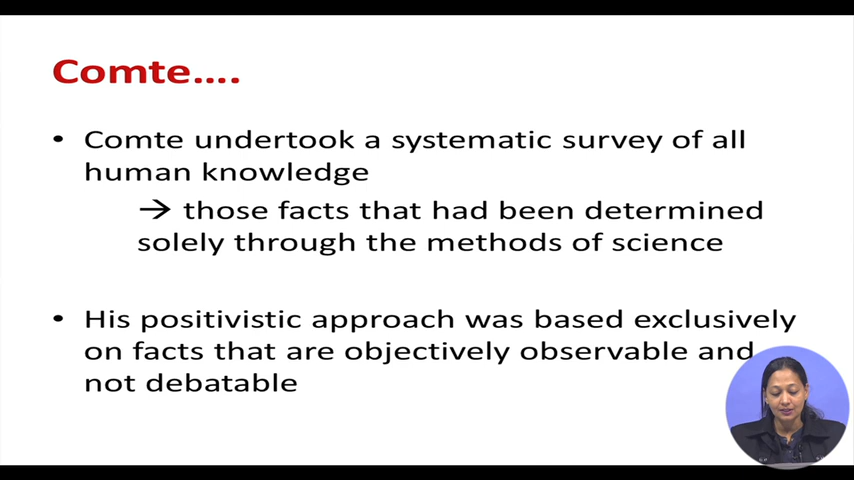 Comte....
• Comte undertook a systematic survey of all
human knowledge
→ those facts that had been determined
solely through the methods of science
• His positivistic approach was based exclusively
on facts that are objectively observable and
not debatable